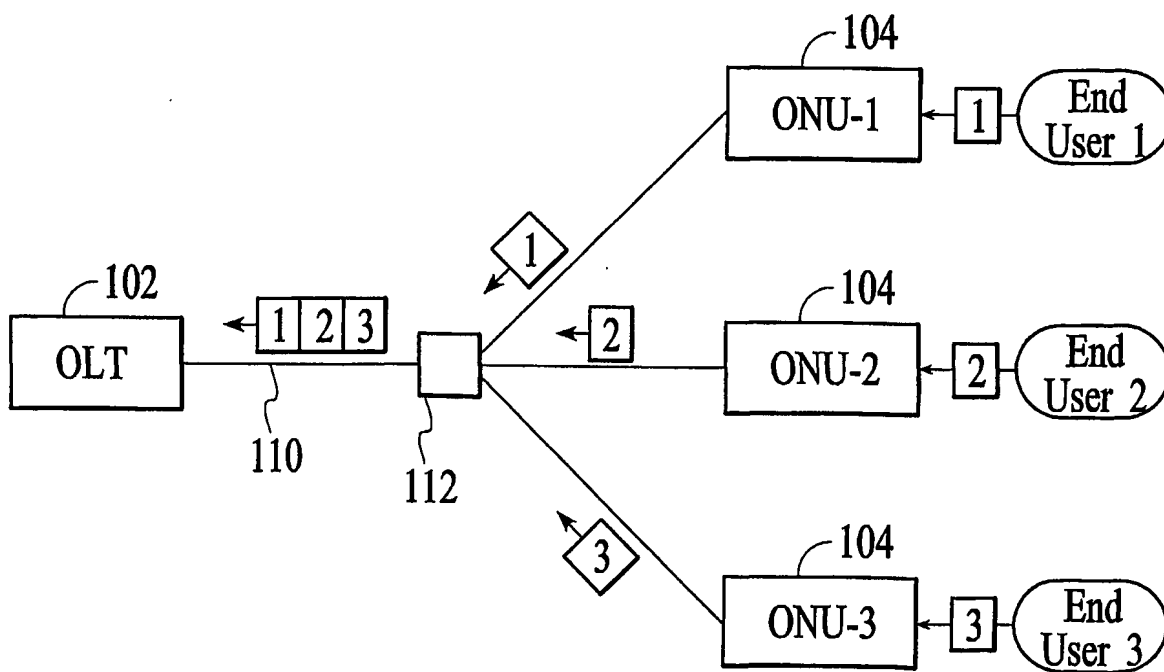 104
ONU-1
1
End
User 1
1
102
OLT
1 2 3
110
112
2
104
ONU-2
2
End
User 2
3
104
ONU-3
3
End
User 3